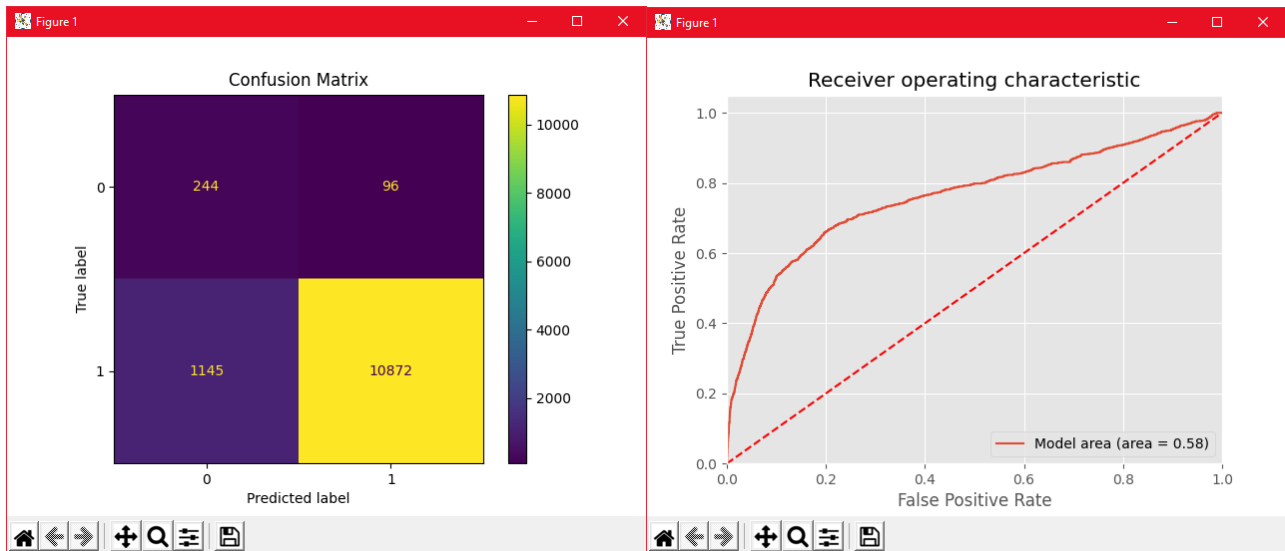 Figure 1
Confusion Matrix
0
244
96
True label
1
1145
10872
0
1
Predicted label
10000
8000
6000
4000
2000
Figure 1
Receiver operating characteristic
1.0
0.8
0.6
0.4
0.2
0.0
True Positive Rate
Model area (area = 0.58)
0.0
0.2
0.4
0.6
0.8
1.0
False Positive Rate